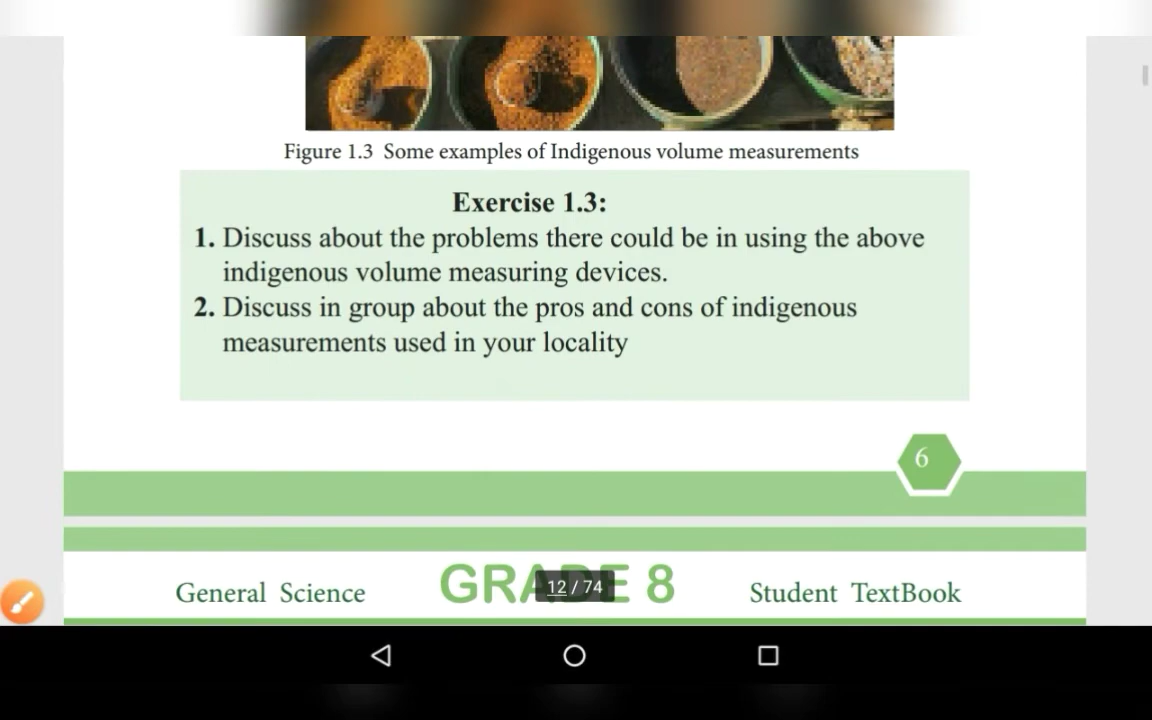 Figure 1.3 Some examples of Indigenous volume measurements
Exercise 1.3:
1. Discuss about the problems there could be in using the above
indigenous volume measuring devices.
2. Discuss in group about the pros and cons of indigenous
measurements used in your locality
6
General Science GRADE 8 Student TextBook
12 / 74